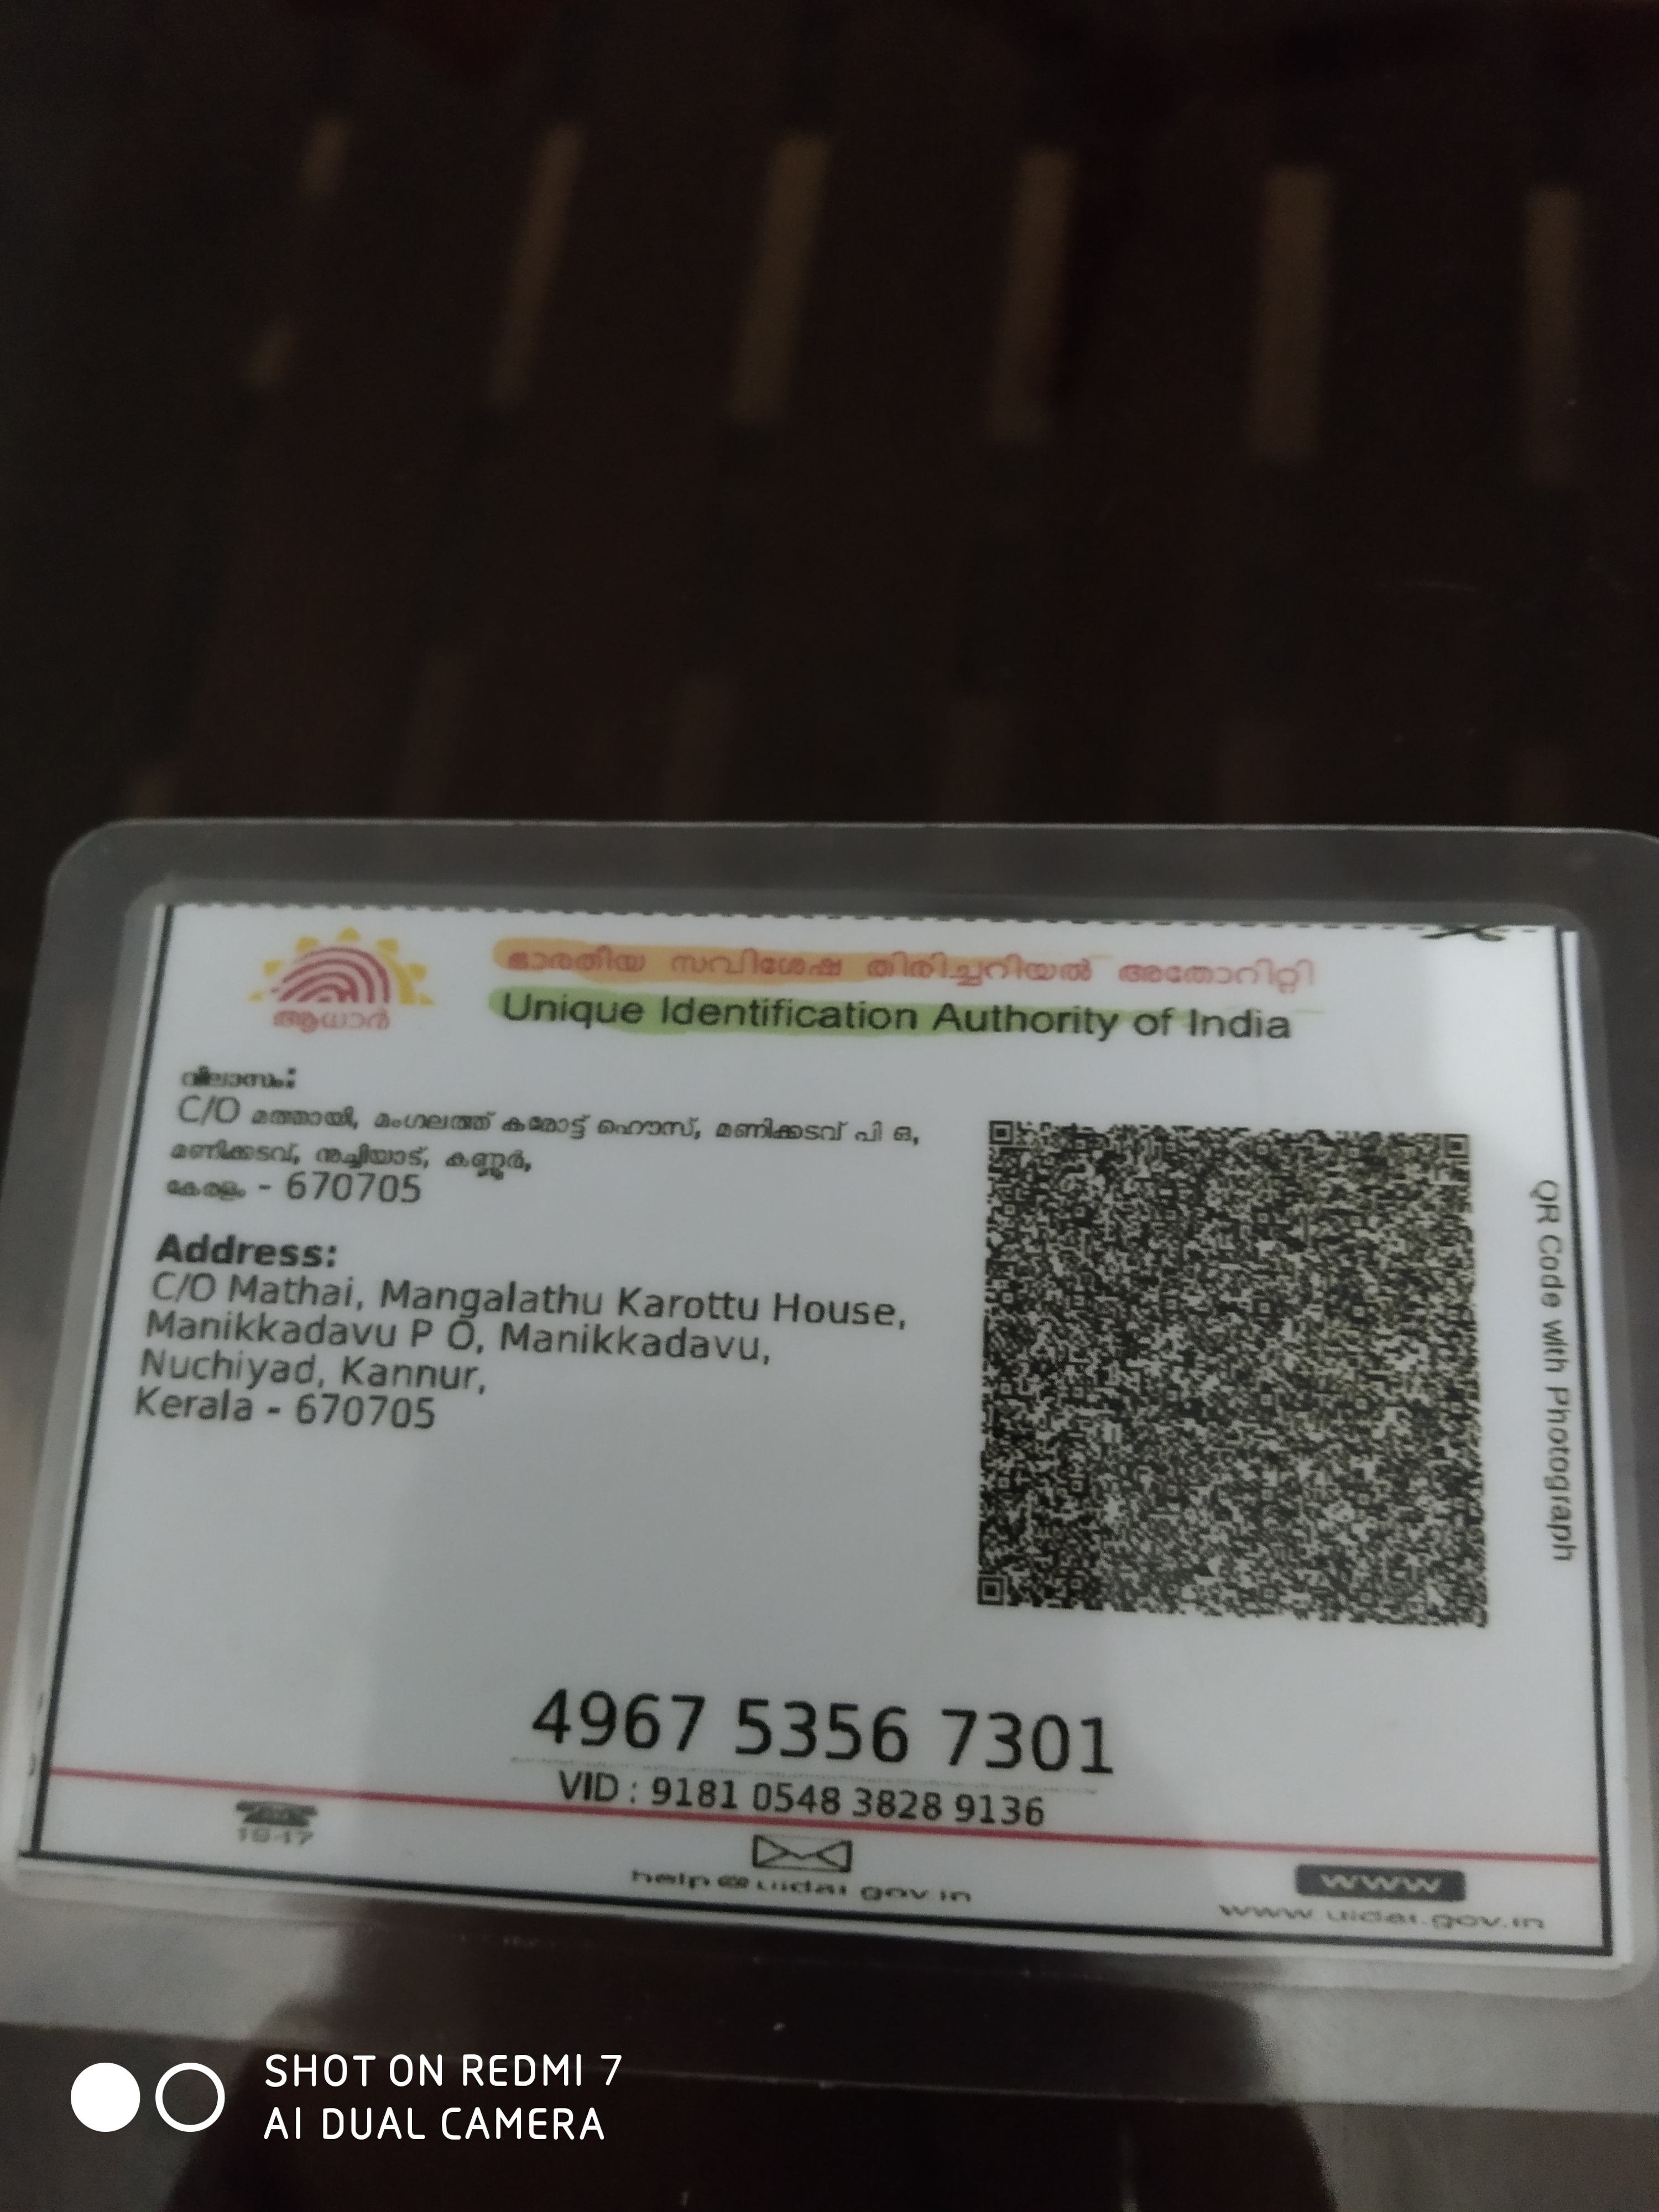 ഭാരതീയ സവിശേഷ തിരിച്ചറിയൽ അതോറിറ്റി
Unique Identification Authority of India
ആധാർ
വിലാസം:
C/O മത്തായി, മംഗലത്ത് കരോട്ട് ഹൌസ്, മണിക്കടവ് പി ഒ,
മണിക്കടവ്, നുച്ചിയാട്, കണ്ണൂർ,
കേരളം - 670705
Address:
C/O Mathai, Mangalathu Karottu House,
Manikkadavu P O, Manikkadavu,
Nuchiyad, Kannur,
Kerala - 670705
QR Code with Photograph
4967 5356 7301
VID : 9181 0548 3828 9136
1947
help@uidai.gov.in
www
www.uidai.gov.in
SHOT ON REDMI 7
AI DUAL CAMERA